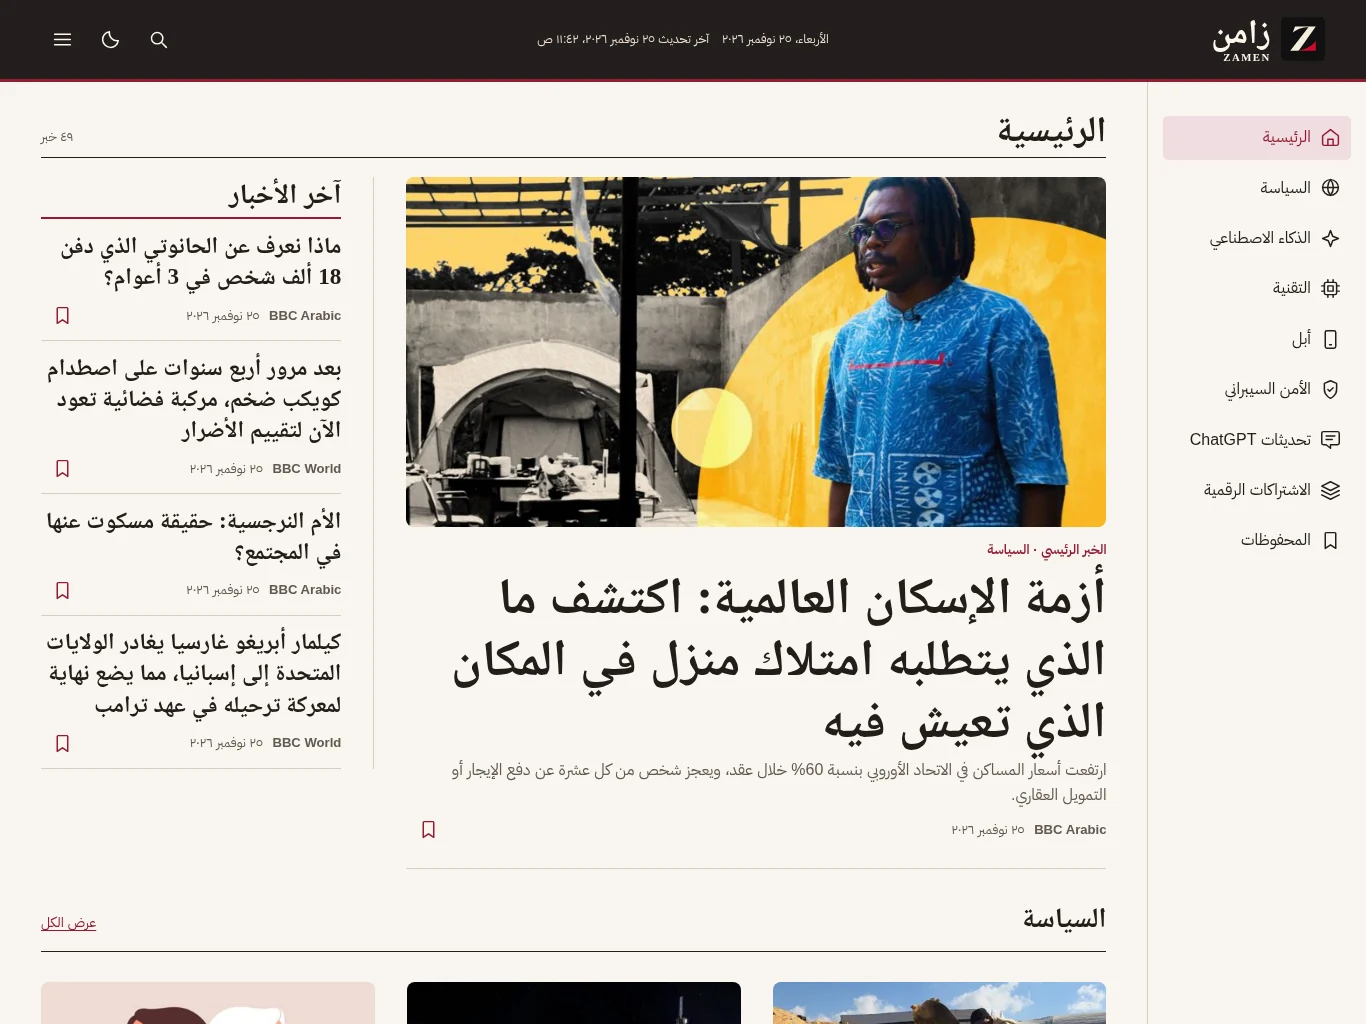 زامن
ZAMEN
الأربعاء، ٢٥ نوفمبر ٢٠٢٦ آخر تحديث ٢٥ نوفمبر ٢٠٢٦، ١١:٤٢ ص
الرئيسية
السياسة
الذكاء الاصطناعي
التقنية
أبل
الأمن السيبراني
تحديثات ChatGPT
الاشتراكات الرقمية
المحفوظات
الرئيسية
٤٩ خبر
الخبر الرئيسي · السياسة
أزمة الإسكان العالمية: اكتشف ما
الذي يتطلبه امتلاك منزل في المكان
الذي تعيش فيه
ارتفعت أسعار المساكن في الاتحاد الأوروبي بنسبة 60% خلال عقد، ويعجز شخص من كل عشرة عن دفع الإيجار أو
التمويل العقاري.
BBC Arabic ٢٥ نوفمبر ٢٠٢٦
آخر الأخبار
ماذا نعرف عن الحانوتي الذي دفن
18 ألف شخص في 3 أعوام؟
BBC Arabic ٢٥ نوفمبر ٢٠٢٦
بعد مرور أربع سنوات على اصطدام
كويكب ضخم، مركبة فضائية تعود
الآن لتقييم الأضرار
BBC World ٢٥ نوفمبر ٢٠٢٦
الأم النرجسية: حقيقة مسكوت عنها
في المجتمع؟
BBC Arabic ٢٥ نوفمبر ٢٠٢٦
كيلمار أبريغو غارسيا يغادر الولايات
المتحدة إلى إسبانيا، مما يضع نهاية
لمعركة ترحيله في عهد ترامب
BBC World ٢٥ نوفمبر ٢٠٢٦
السياسة
عرض الكل